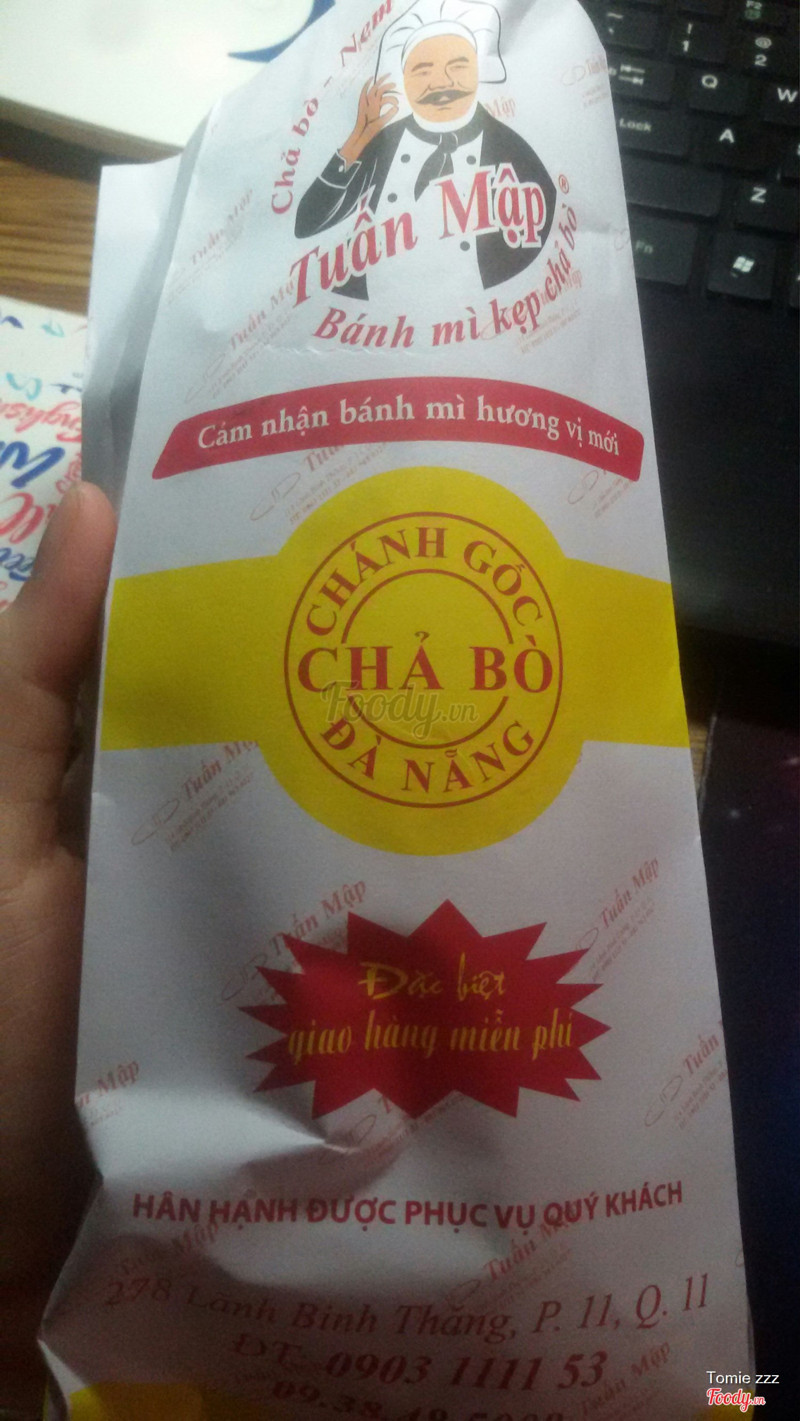 Chả bò - Nem
Tuấn Mập®
Bánh mì kẹp chả bò
Cảm nhận bánh mì hương vị mới
CHÁNH GỐC
CHẢ BÒ
ĐÀ NẴNG
Foody.vn
Đặc biệt
giao hàng miễn phí
HÂN HẠNH ĐƯỢC PHỤC VỤ QUÝ KHÁCH
278 Lãnh Binh Thăng, P. 11, Q. 11
ĐT: 0903 1111 53
Tomie zzz
Foody.vn